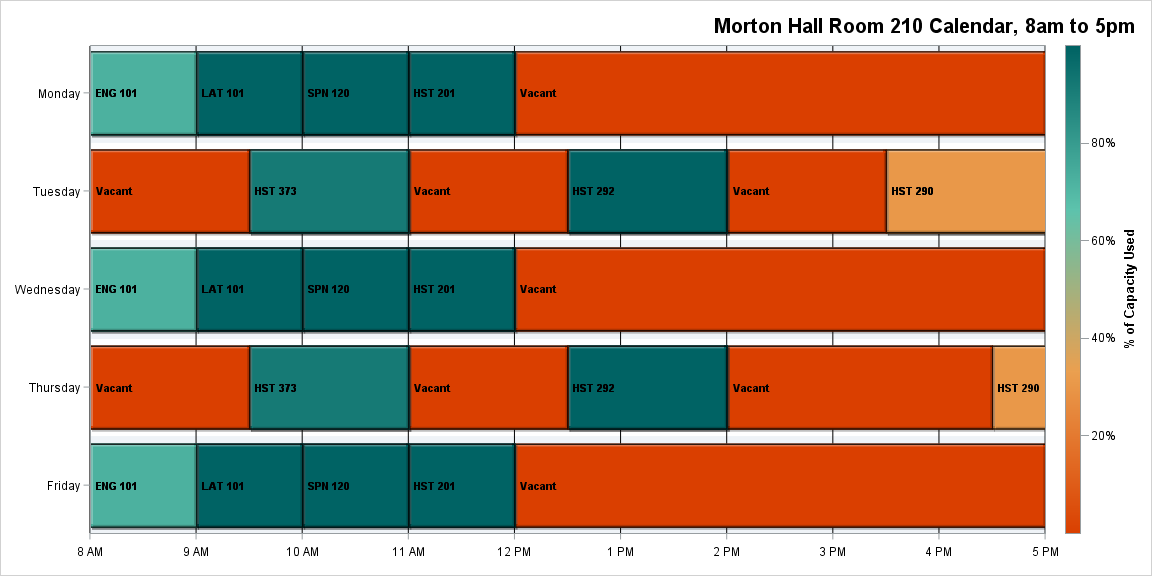 Morton Hall Room 210 Calendar, 8am to 5pm
Monday
ENG 101
LAT 101
SPN 120
HST 201
Vacant
Tuesday
Vacant
HST 373
Vacant
HST 292
Vacant
HST 290
Wednesday
ENG 101
LAT 101
SPN 120
HST 201
Vacant
Thursday
Vacant
HST 373
Vacant
HST 292
Vacant
HST 290
Friday
ENG 101
LAT 101
SPN 120
HST 201
Vacant
8 AM
9 AM
10 AM
11 AM
12 PM
1 PM
2 PM
3 PM
4 PM
5 PM
80%
60%
40%
20%
% of Capacity Used